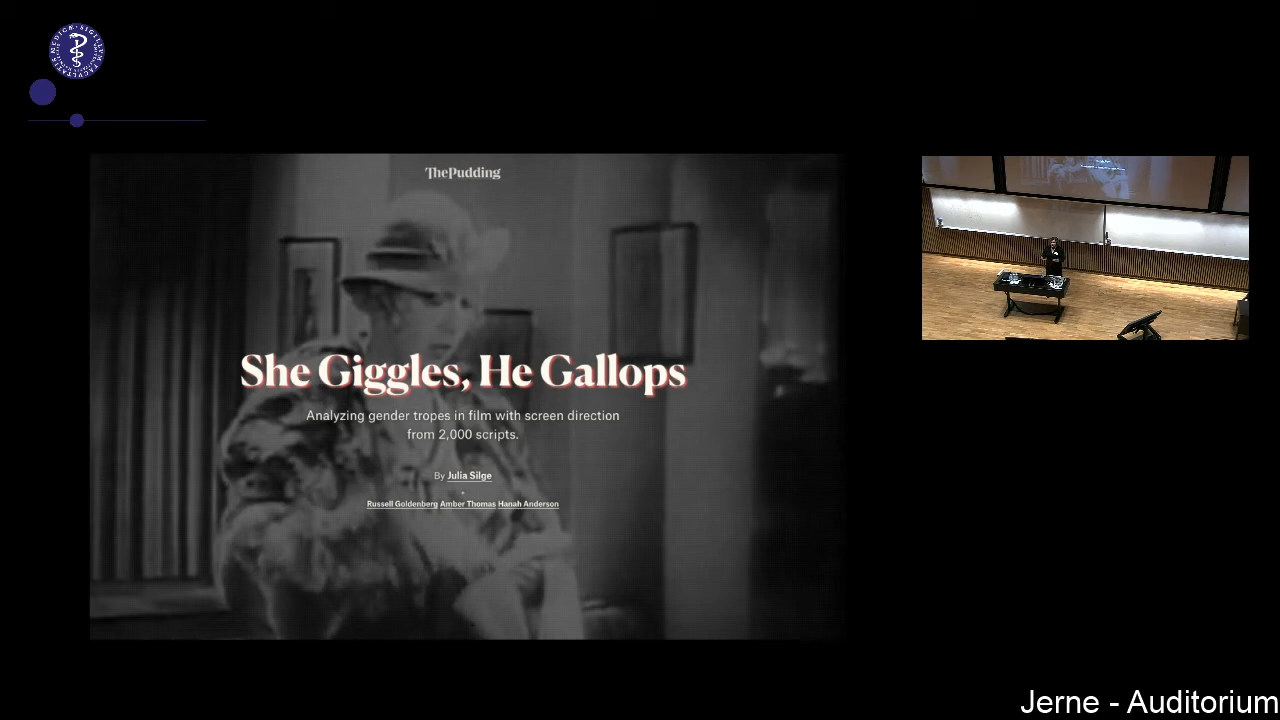 ThePudding
She Giggles, He Gallops
Analyzing gender tropes in film with screen direction
from 2,000 scripts.
By Julia Silge
+
Russell Goldenberg Amber Thomas Hanah Anderson
Jerne - Auditorium